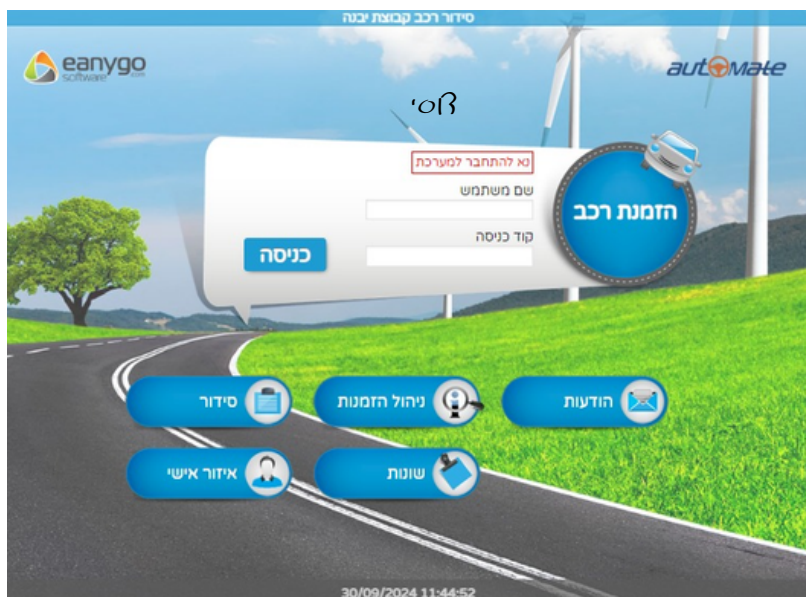 סידור רכב קבוצת יבנה
eanygo
software
.com
autOmate
נא להתחבר למערכת
שם משתמש
קוד כניסה
כניסה
הזמנת רכב
הודעות
ניהול הזמנות
סידור
שונות
איזור אישי
30/09/2024 11:44:52